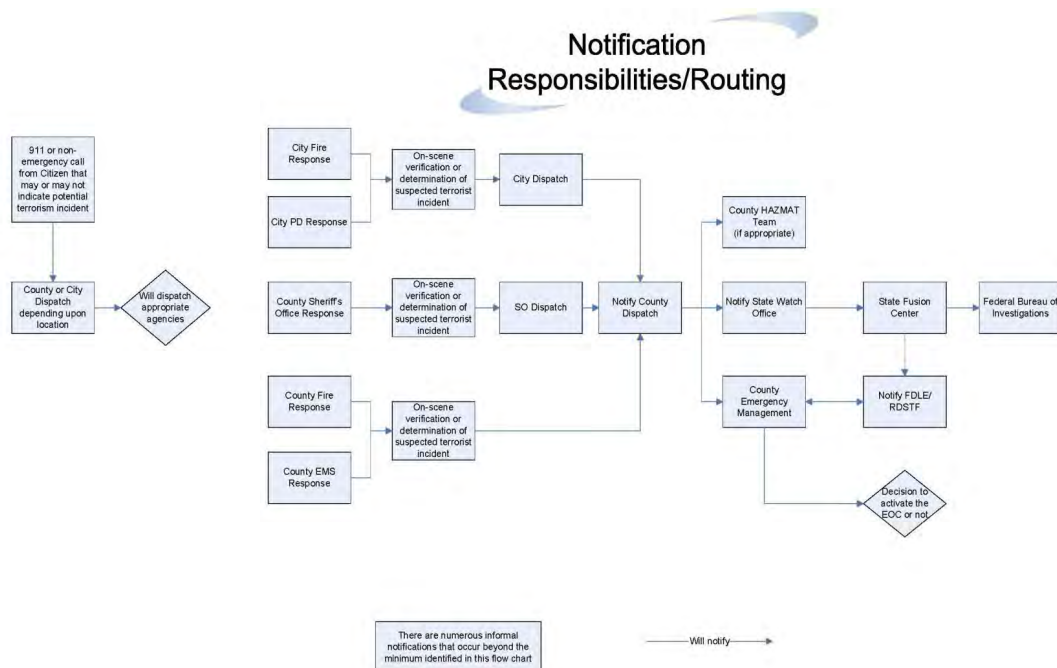 Notification
Responsibilities/Routing
911 or non-
emergency call
from Citizen that
may or may not
indicate potential
terrorism incident
County or City
Dispatch
depending upon
location
Will dispatch
appropriate
agencies
City Fire
Response
City PD Response
On-scene
verification or
determination of
suspected terrorist
incident
City Dispatch
County Sheriff's
Office Response
On-scene
verification or
determination of
suspected terrorist
incident
SO Dispatch
Notify County
Dispatch
County Fire
Response
County EMS
Response
On-scene
verification or
determination of
suspected terrorist
incident
County HAZMAT
Team
(if appropriate)
Notify State Watch
Office
State Fusion
Center
Federal Bureau of
Investigations
County
Emergency
Management
Notify FDLE/
RDSTF
Decision to
activate the
EOC or not
There are numerous informal
notifications that occur beyond the
minimum identified in this flow chart
Will notify